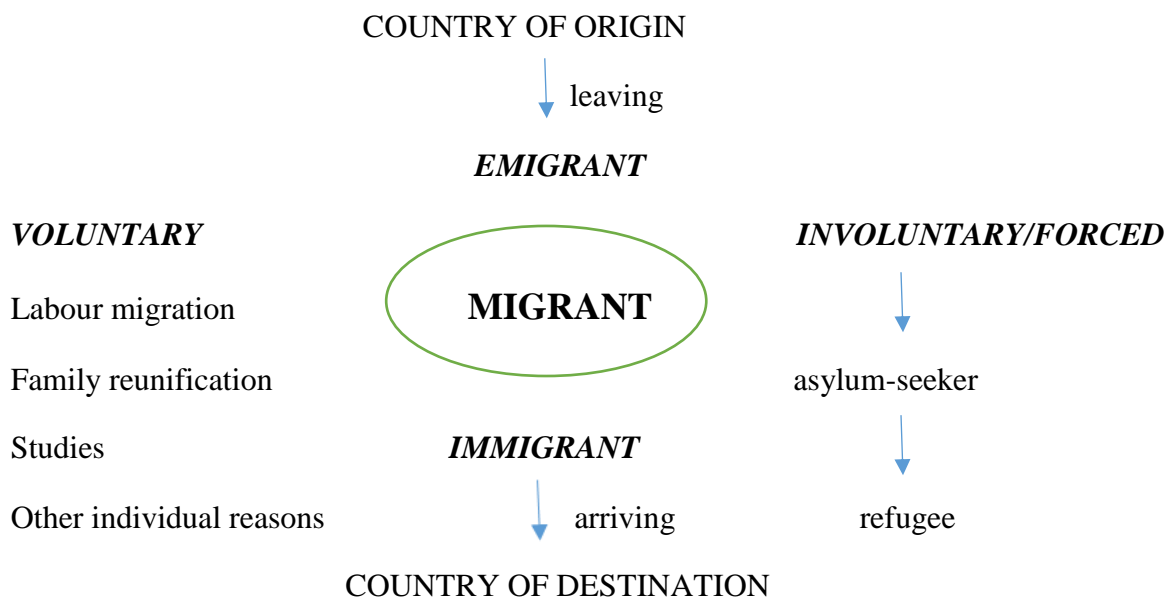 COUNTRY OF ORIGIN
leaving
EMIGRANT
VOLUNTARY
INVOLUNTARY/FORCED
MIGRANT
Labour migration
Family reunification
asylum-seeker
Studies
IMMIGRANT
Other individual reasons
arriving
refugee
COUNTRY OF DESTINATION